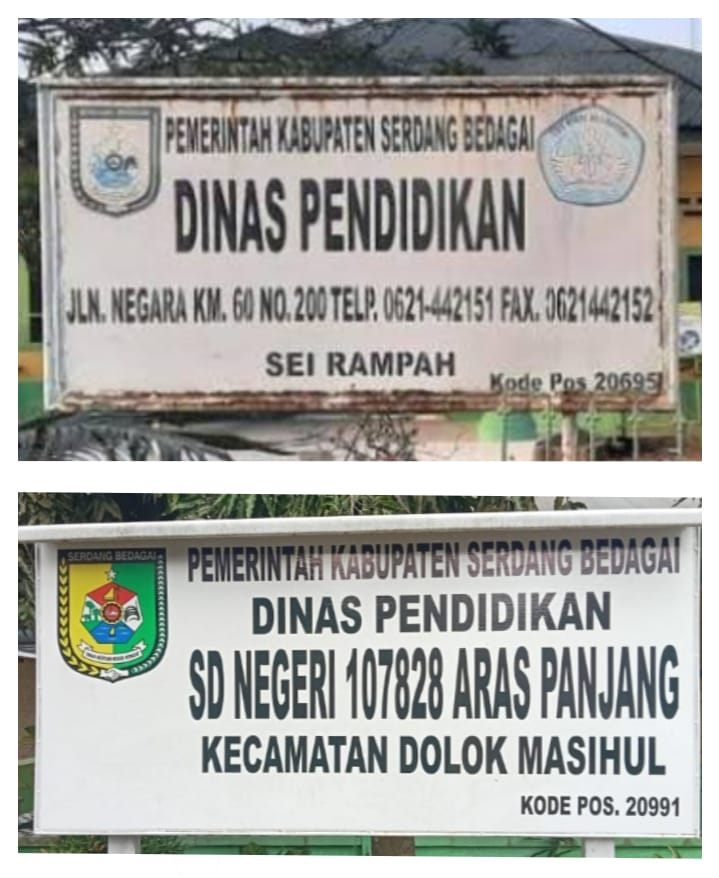 PEMERINTAH KABUPATEN SERDANG BEDAGAI
DINAS PENDIDIKAN
JLN. NEGARA KM. 60 NO. 200 TELP. 0621-442151 FAX. 0621442152
SEI RAMPAH
Kode Pos 20695
SERDANG BEDAGAI
PEMERINTAH KABUPATEN SERDANG BEDAGAI
DINAS PENDIDIKAN
SD NEGERI 107828 ARAS PANJANG
KECAMATAN DOLOK MASIHUL
KODE POS. 20991